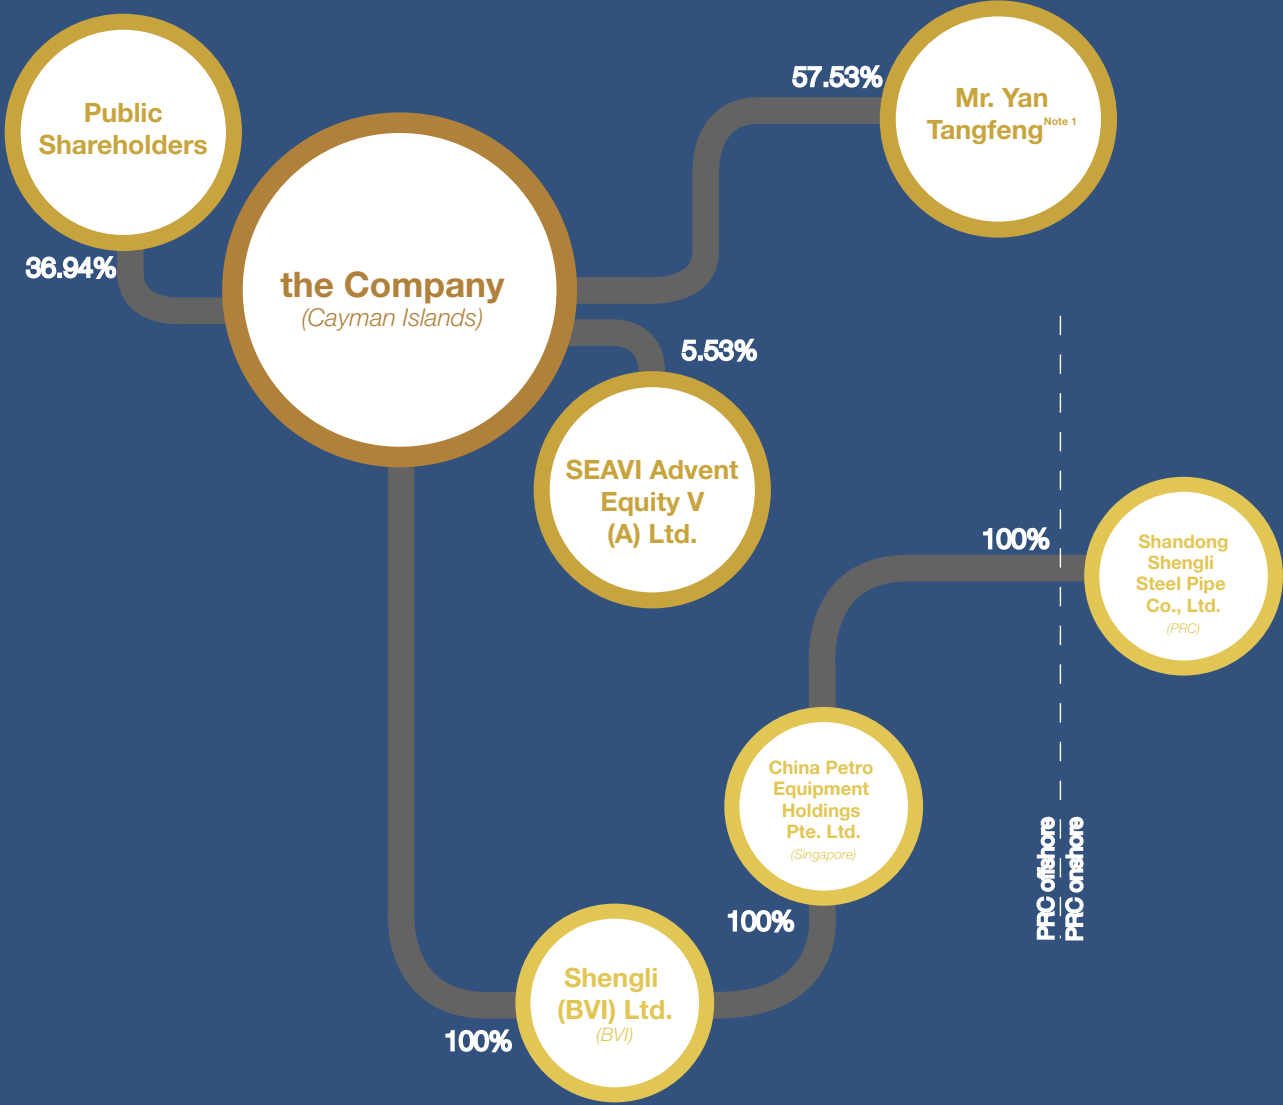 Public
Shareholders
36.94%
the Company
(Cayman Islands)
57.53%
Mr. Yan
Tangfeng Note 1
5.53%
SEAVI Advent
Equity V
(A) Ltd.
100%
Shandong
Shengli
Steel Pipe
Co., Ltd.
(PRC)
China Petro
Equipment
Holdings
Pte. Ltd.
(Singapore)
100%
Shengli
(BVI) Ltd.
(BVI)
100%
PRC offshore
PRC onshore